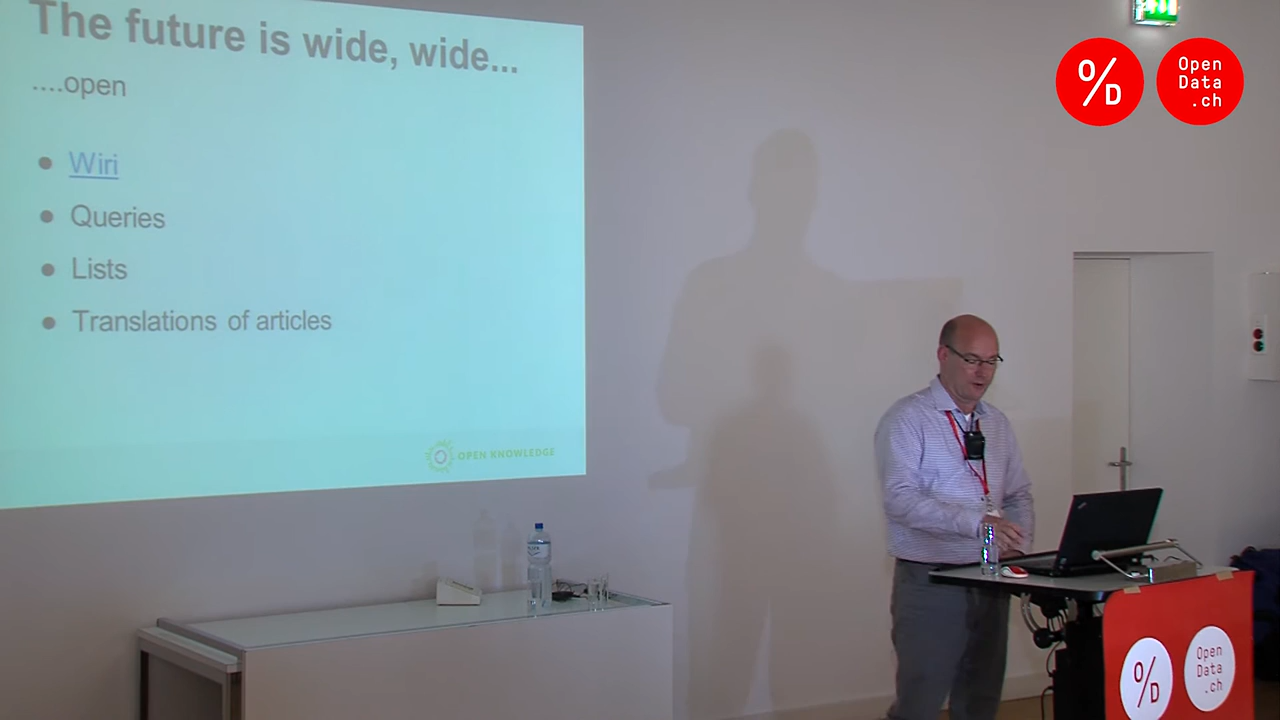 The future is wide, wide...
....open
Wiri
Queries
Lists
Translations of articles
OPEN KNOWLEDGE
%D
Open
Data
.ch
%D
Open
Data
.ch